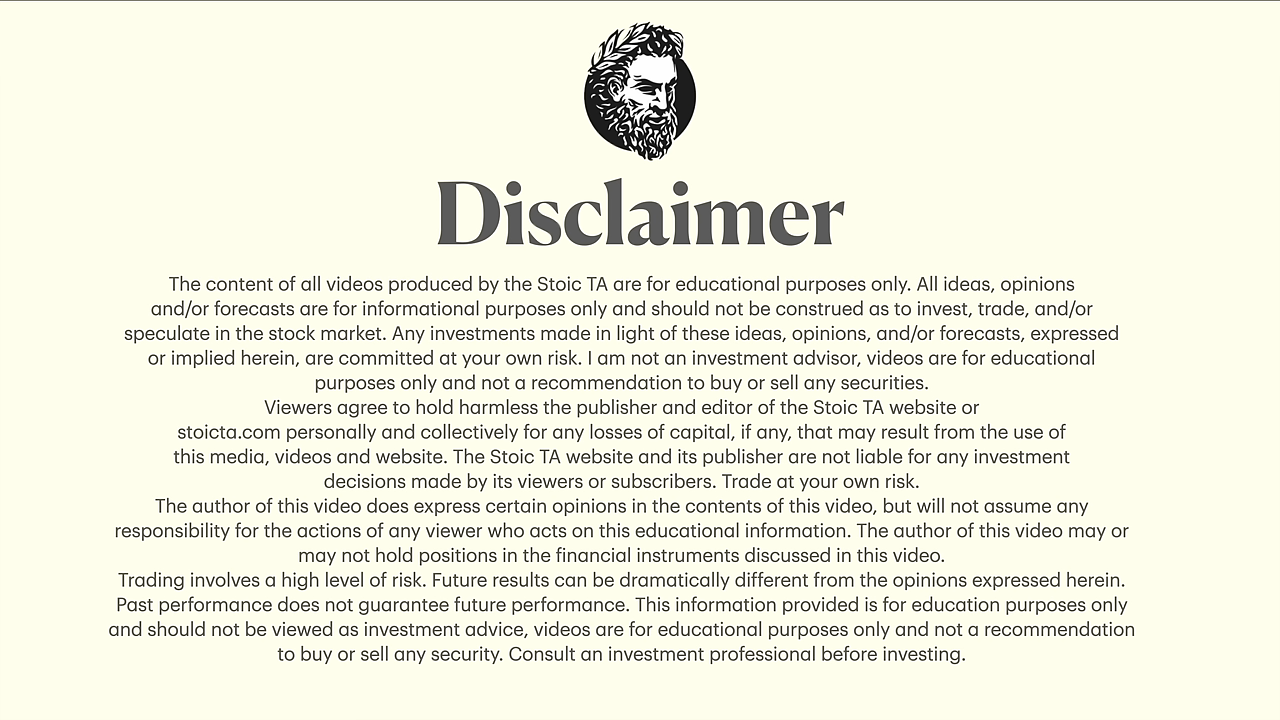 Disclaimer
The content of all videos produced by the Stoic TA are for educational purposes only. All ideas, opinions
and/or forecasts are for informational purposes only and should not be construed as to invest, trade, and/or
speculate in the stock market. Any investments made in light of these ideas, opinions, and/or forecasts, expressed
or implied herein, are committed at your own risk. I am not an investment advisor, videos are for educational
purposes only and not a recommendation to buy or sell any securities.
Viewers agree to hold harmless the publisher and editor of the Stoic TA website or
stoicta.com personally and collectively for any losses of capital, if any, that may result from the use of
this media, videos and website. The Stoic TA website and its publisher are not liable for any investment
decisions made by its viewers or subscribers. Trade at your own risk.
The author of this video does express certain opinions in the contents of this video, but will not assume any
responsibility for the actions of any viewer who acts on this educational information. The author of this video may or
may not hold positions in the financial instruments discussed in this video.
Trading involves a high level of risk. Future results can be dramatically different from the opinions expressed herein.
Past performance does not guarantee future performance. This information provided is for education purposes only
and should not be viewed as investment advice, videos are for educational purposes only and not a recommendation
to buy or sell any security. Consult an investment professional before investing.